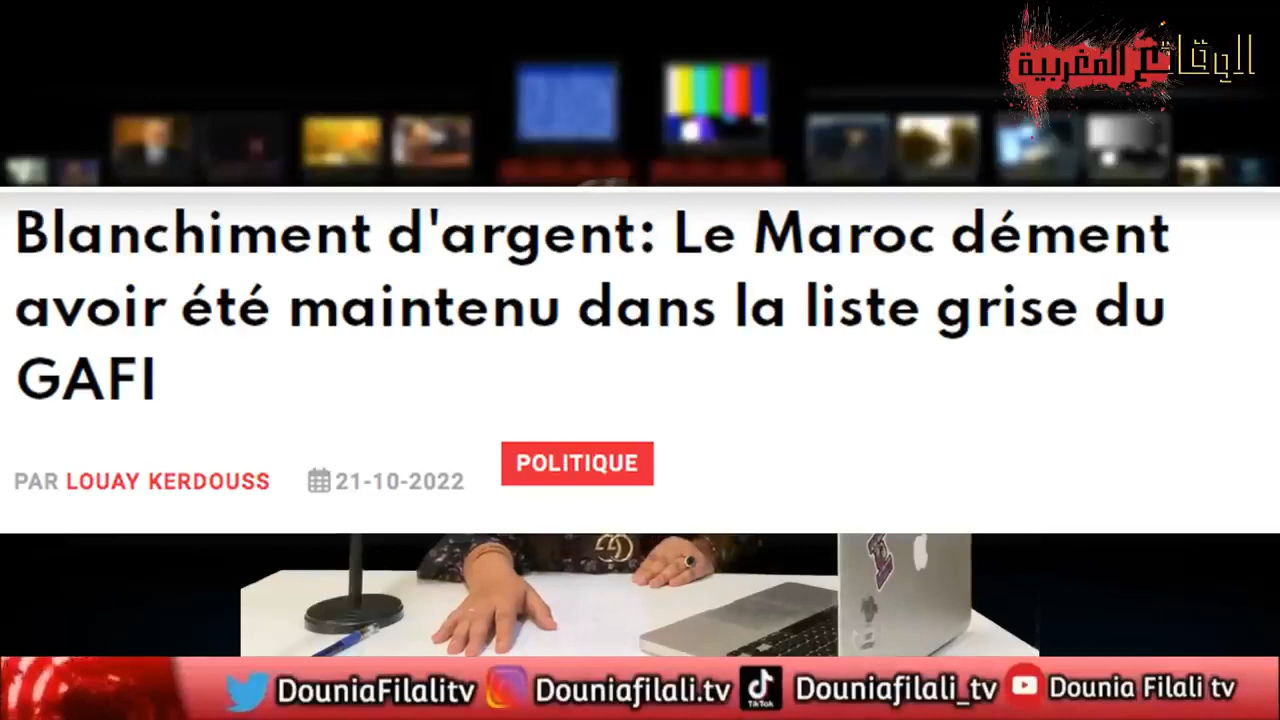 الوقائع المغربية
Blanchiment d'argent: Le Maroc dément
avoir été maintenu dans la liste grise du
GAFI
PAR LOUAY KERDOUSS 21-10-2022 POLITIQUE
DouniaFilalitv Douniafilali.tv TikTok Douniafilali_tv Dounia Filali tv